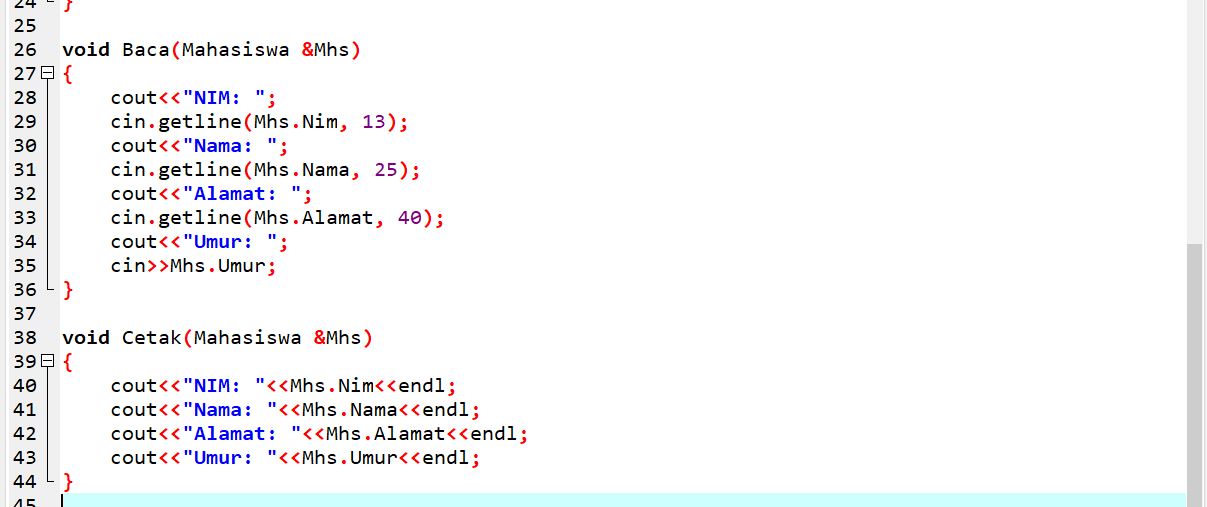 24 }
25
26 void Baca(Mahasiswa &Mhs)
27 {
28 cout<<"NIM: ";
29 cin.getline(Mhs.Nim, 13);
30 cout<<"Nama: ";
31 cin.getline(Mhs.Nama, 25);
32 cout<<"Alamat: ";
33 cin.getline(Mhs.Alamat, 40);
34 cout<<"Umur: ";
35 cin>>Mhs.Umur;
36 }
37
38 void Cetak(Mahasiswa &Mhs)
39 {
40 cout<<"NIM: "<<Mhs.Nim<<endl;
41 cout<<"Nama: "<<Mhs.Nama<<endl;
42 cout<<"Alamat: "<<Mhs.Alamat<<endl;
43 cout<<"Umur: "<<Mhs.Umur<<endl;
44 }
45